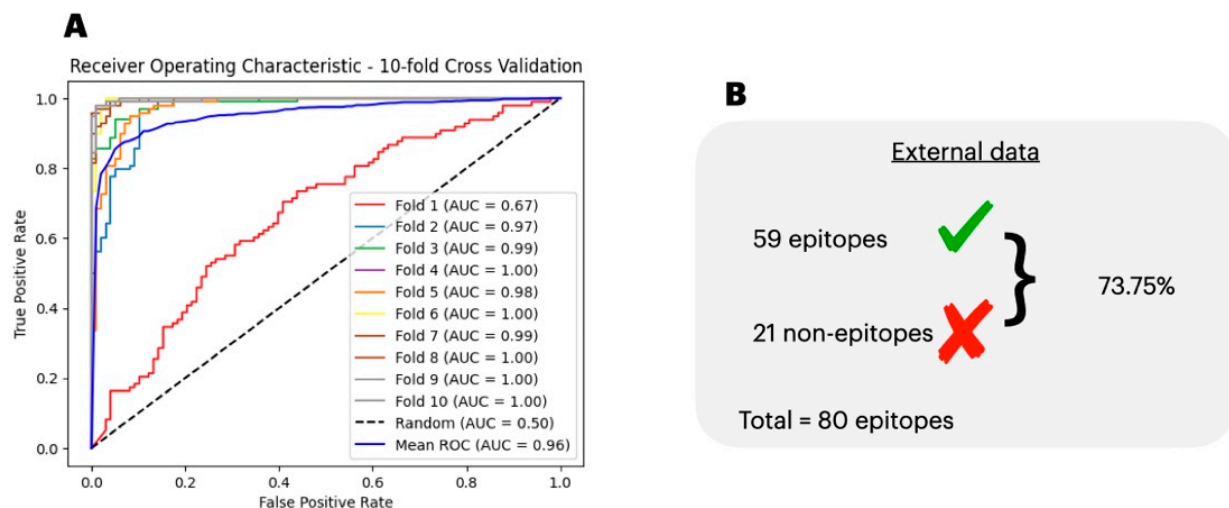 A
Receiver Operating Characteristic - 10-fold Cross Validation
True Positive Rate
1.0
0.8
0.6
0.4
0.2
0.0
Fold 1 (AUC = 0.67)
Fold 2 (AUC = 0.97)
Fold 3 (AUC = 0.99)
Fold 4 (AUC = 1.00)
Fold 5 (AUC = 0.98)
Fold 6 (AUC = 1.00)
Fold 7 (AUC = 0.99)
Fold 8 (AUC = 1.00)
Fold 9 (AUC = 1.00)
Fold 10 (AUC = 1.00)
Random (AUC = 0.50)
Mean ROC (AUC = 0.96)
0.0 0.2 0.4 0.6 0.8 1.0
False Positive Rate
B
External data
59 epitopes
21 non-epitopes
} 73.75%
Total = 80 epitopes